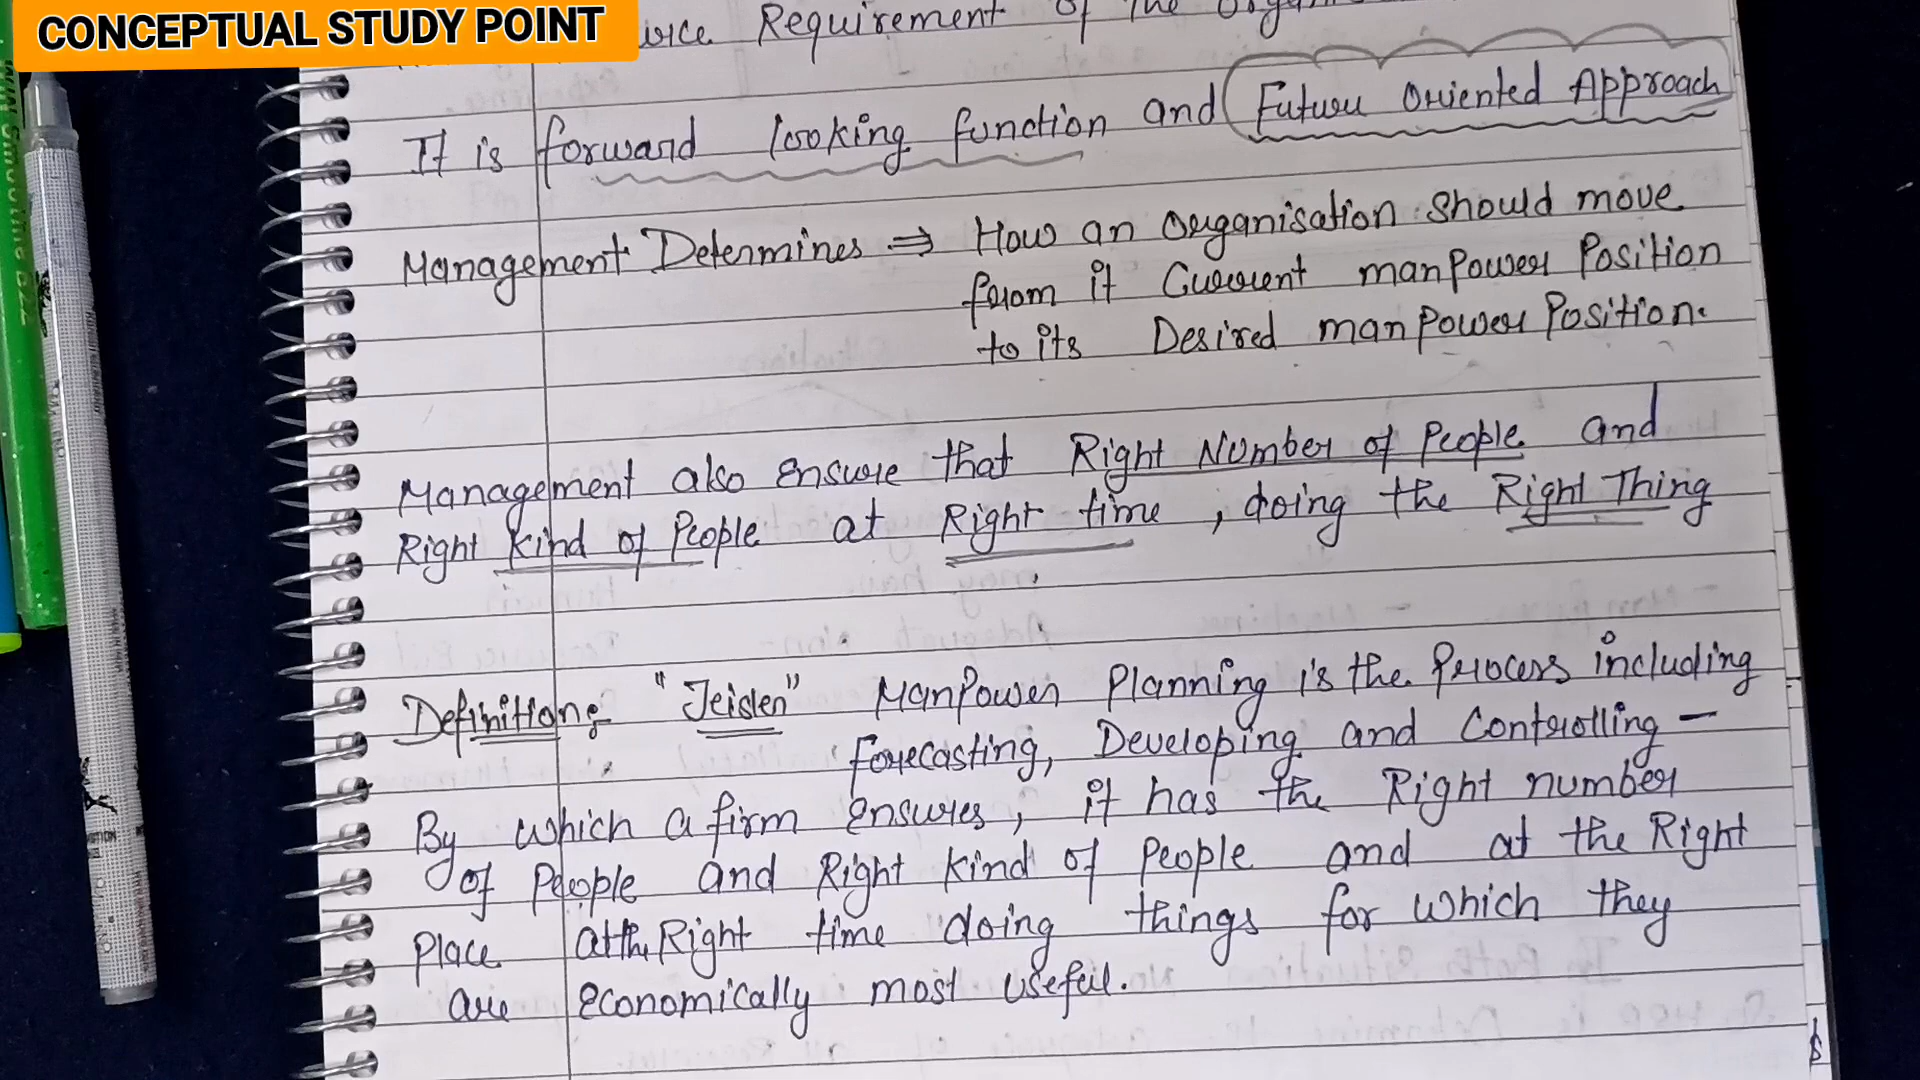 CONCEPTUAL STUDY POINT
Requirement of The
It is forward looking function and Future Oriented Approach
Management Determines ⇒ How an Organisation Should move
from it Current manpower Position
to its Desired manpower Position.
Management also ensure that Right Number of People and
Right kind of People at Right time, doing the Right Thing
Definition:- "Jeislen" ManPower Planning is the Process including
forecasting, Developing and Controlling —
By which a firm ensures, it has the Right number
of People and Right kind of People and at the Right
Place at the Right time doing things for which they
are economically most useful.